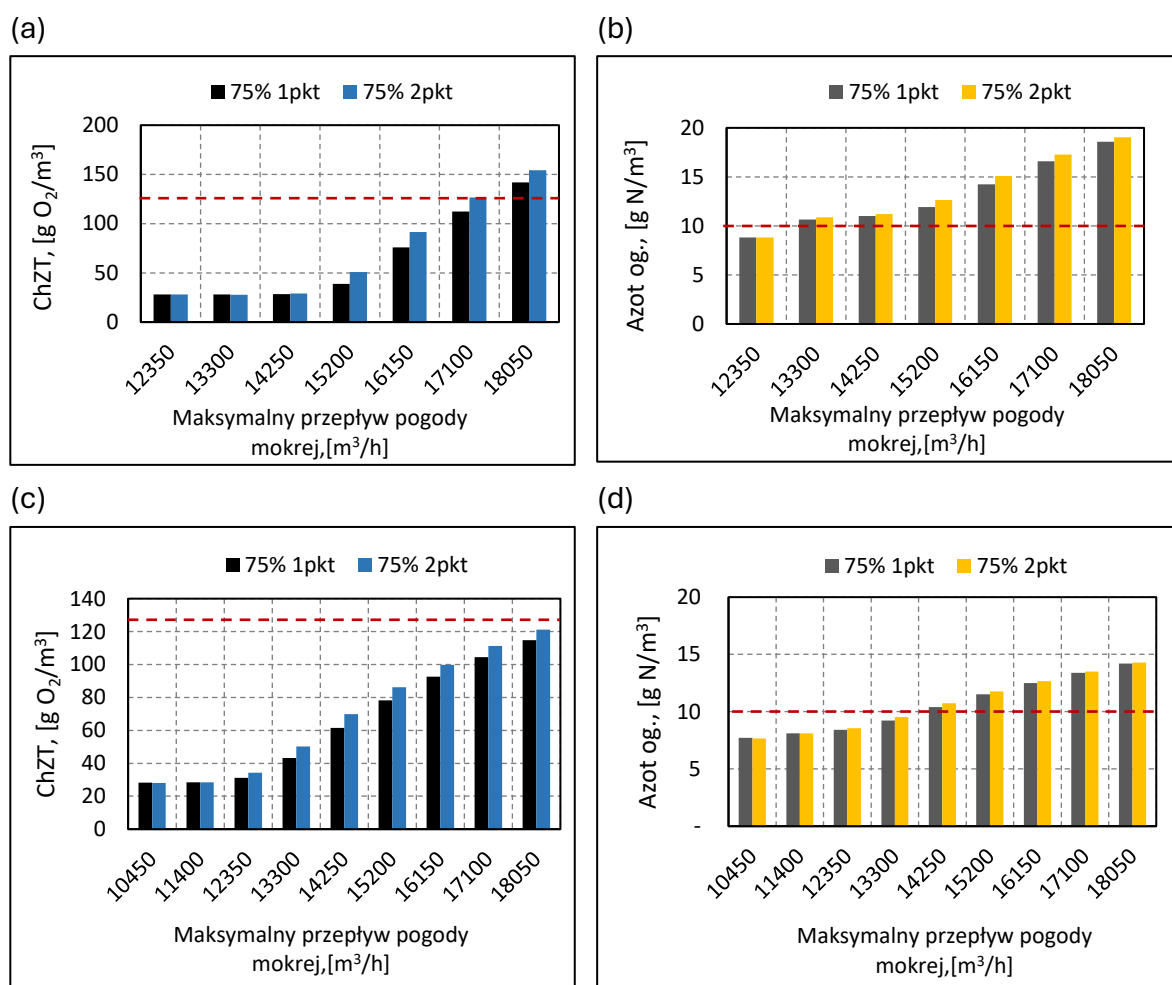 (a)
75% 1pkt 75% 2pkt
ChZT, [g O₂/m³]
200
150
100
50
0
12350 13300 14250 15200 16150 17100 18050
Maksymalny przepływ pogody
mokrej,[m³/h]
(b)
75% 1pkt 75% 2pkt
Azot og., [g N/m³]
20
15
10
5
0
12350 13300 14250 15200 16150 17100 18050
Maksymalny przepływ pogody
mokrej,[m³/h]
(c)
75% 1pkt 75% 2pkt
ChZT, [g O₂/m³]
140
120
100
80
60
40
20
0
10450 11400 12350 13300 14250 15200 16150 17100 18050
Maksymalny przepływ pogody
mokrej,[m³/h]
(d)
75% 1pkt 75% 2pkt
Azot og., [g N/m³]
20
15
10
5
-
10450 11400 12350 13300 14250 15200 16150 17100 18050
Maksymalny przepływ pogody
mokrej,[m³/h]